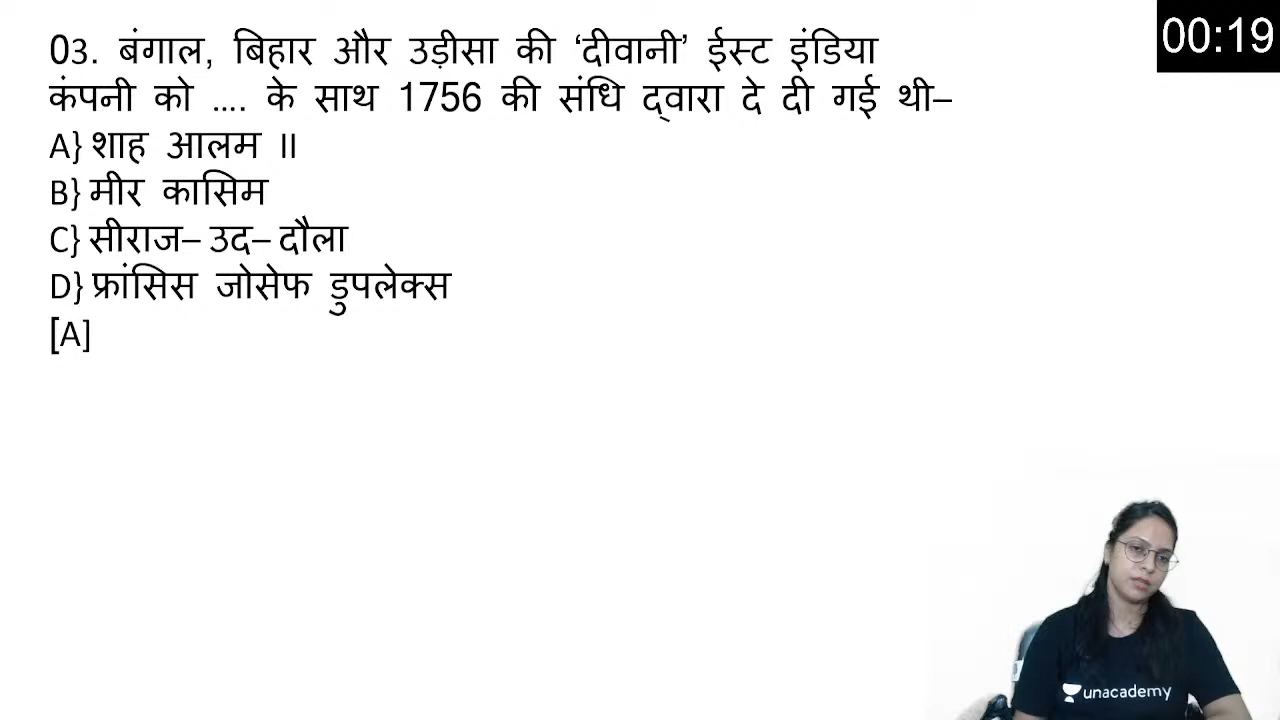 03. बंगाल, बिहार और उड़ीसा की ‘दीवानी’ ईस्ट इंडिया
कंपनी को .... के साथ 1756 की संधि द्वारा दे दी गई थी–
A} शाह आलम II
B} मीर कासिम
C} सीराज– उद– दौला
D} फ्रांसिस जोसेफ डुपलेक्स
[A]
00:19
unacademy